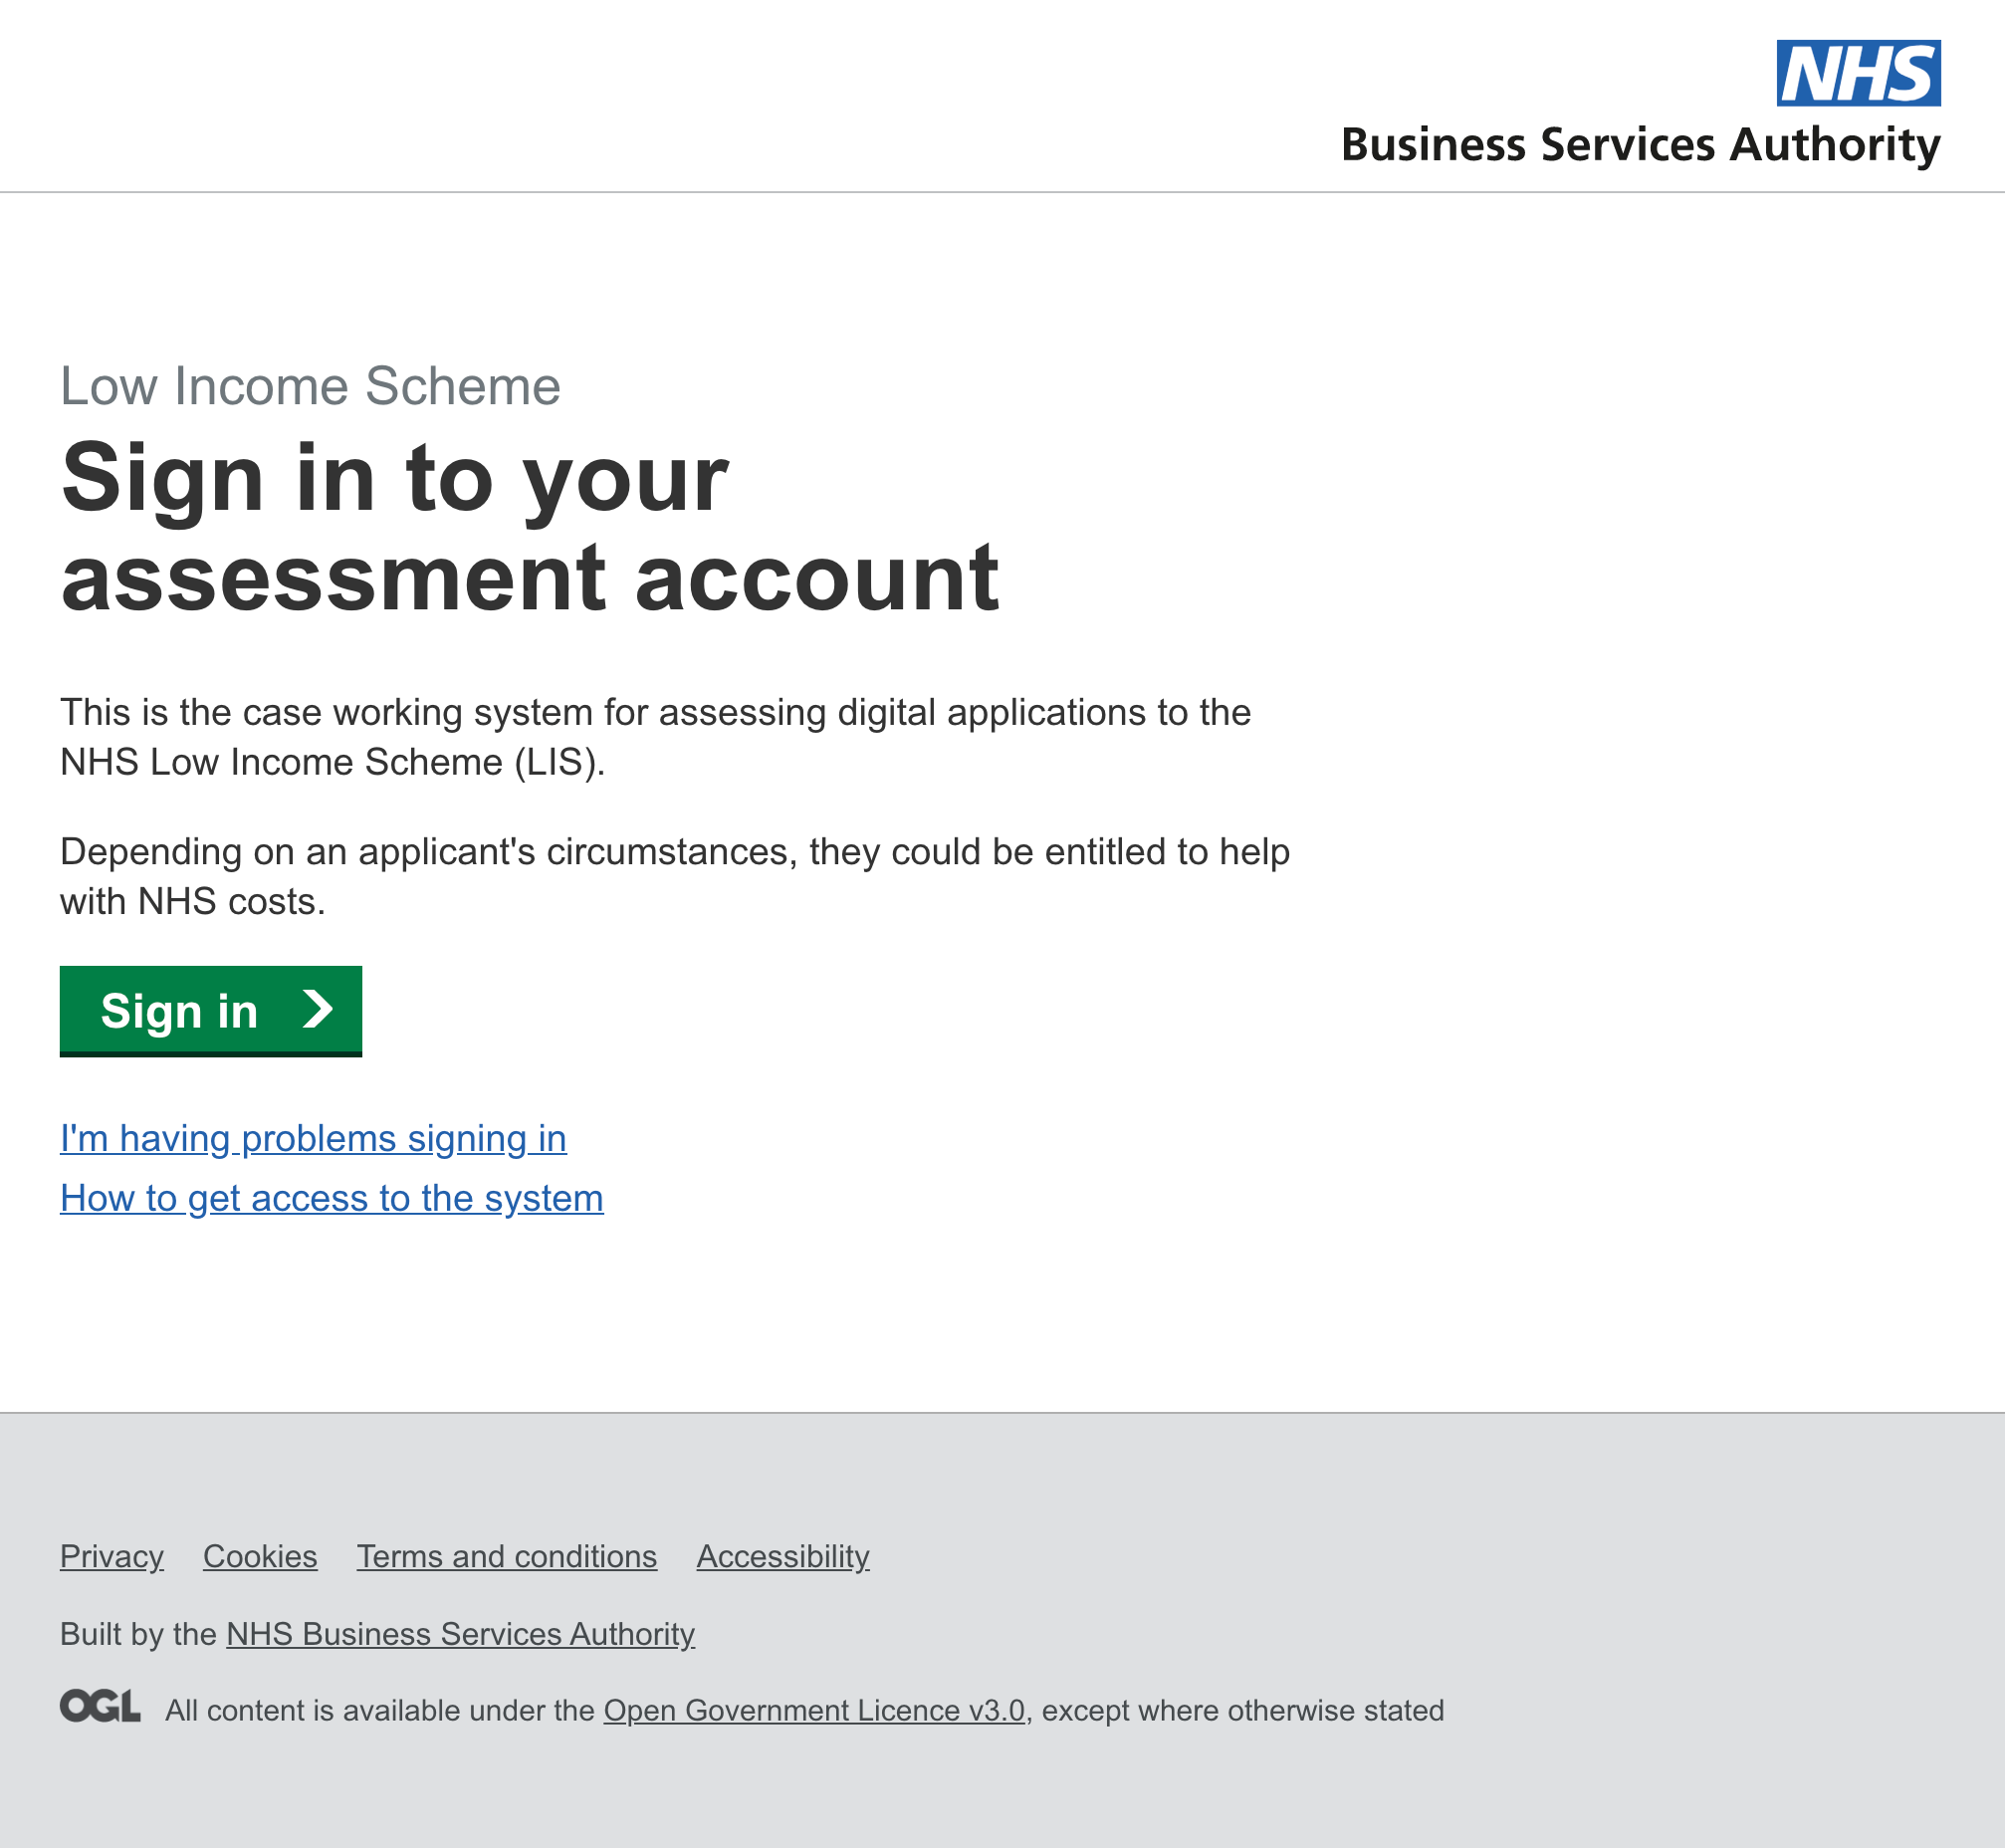 NHS
Business Services Authority
Low Income Scheme
Sign in to your
assessment account
This is the case working system for assessing digital applications to the
NHS Low Income Scheme (LIS).
Depending on an applicant's circumstances, they could be entitled to help
with NHS costs.
Sign in
I'm having problems signing in
How to get access to the system
Privacy Cookies Terms and conditions Accessibility
Built by the NHS Business Services Authority
OGL All content is available under the Open Government Licence v3.0, except where otherwise stated